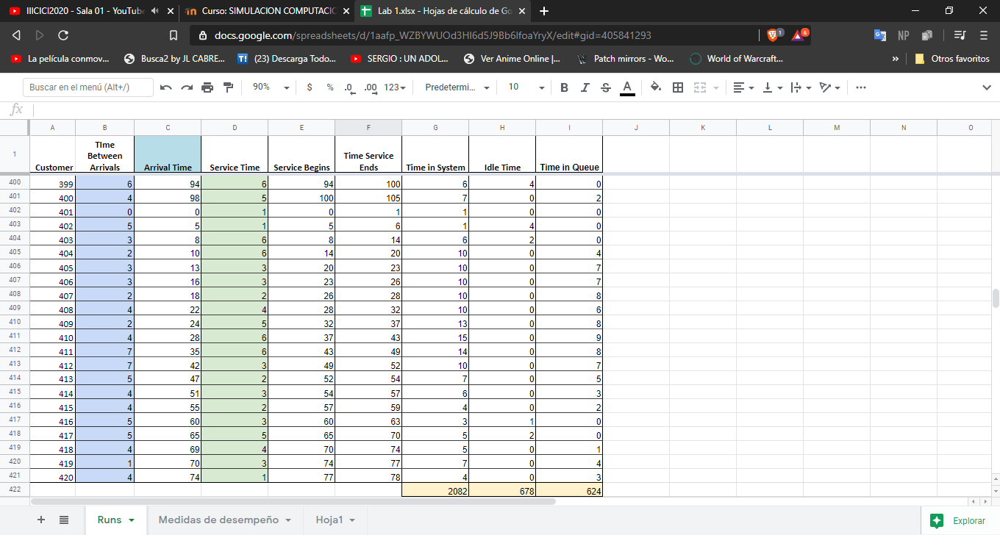 IIICICI2020 - Sala 01 - YouTube
Curso: SIMULACION COMPUTACIC
Lab 1.xlsx - Hojas de cálculo de Go
docs.google.com/spreadsheets/d/1aafp_WZBYWUOd3HI6d5J9Bb6lfoaYryX/edit#gid=405841293
1
6
NP
La película conmov...
Busca2 by JL CABRE...
T! (23) Descarga Todo...
SERGIO : UN ADOL...
Ver Anime Online |...
Patch mirrors - Wo...
World of Warcraft...
»
Otros favoritos
Buscar en el menú (Alt+/)
90% $ % .0 .00 123 Predetermi... 10 B I S A
fx
A B C D E F G H I J K L M N O
1 Customer TIme Between Arrivals Arrival Time Service Time Service Begins Time Service Ends Time in System Idle Time Time in Queue
400 399 6 94 6 94 100 6 4 0
401 400 4 98 5 100 105 7 0 2
402 401 0 0 1 0 1 1 0 0
403 402 5 5 1 5 6 1 4 0
404 403 3 8 6 8 14 6 2 0
405 404 2 10 6 14 20 10 0 4
406 405 3 13 3 20 23 10 0 7
407 406 3 16 3 23 26 10 0 7
408 407 2 18 2 26 28 10 0 8
409 408 4 22 4 28 32 10 0 6
410 409 2 24 5 32 37 13 0 8
411 410 4 28 6 37 43 15 0 9
412 411 7 35 6 43 49 14 0 8
413 412 7 42 3 49 52 10 0 7
414 413 5 47 2 52 54 7 0 5
415 414 4 51 3 54 57 6 0 3
416 415 4 55 2 57 59 4 0 2
417 416 5 60 3 60 63 3 1 0
418 417 5 65 5 65 70 5 2 0
419 418 4 69 4 70 74 5 0 1
420 419 1 70 3 74 77 7 0 4
421 420 4 74 1 77 78 4 0 3
422 2082 678 624
Runs
Medidas de desempeño
Hoja1
Explorar